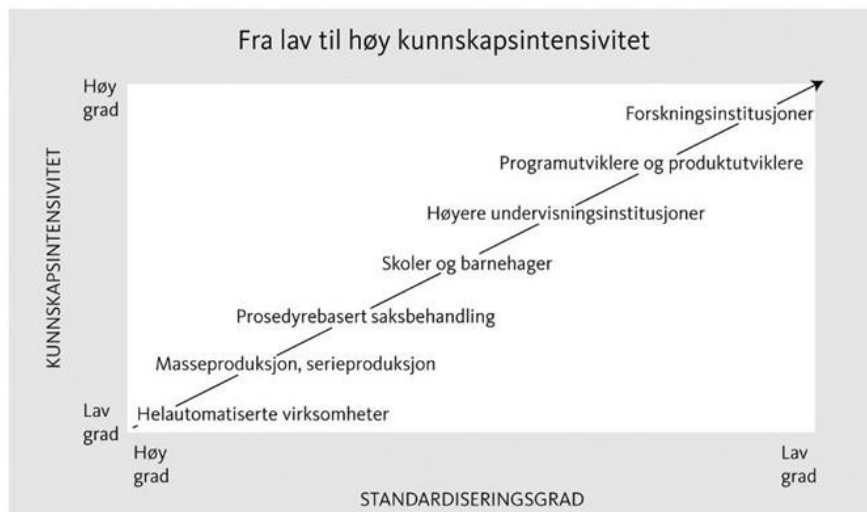 Fra lav til høy kunnskapsintensivitet
Høy
grad
KUNNSKAPSINTENSIVITET
Forskningsinstitusjoner
Programutviklere og produktutviklere
Høyere undervisningsinstitusjoner
Skoler og barnehager
Prosedyrebasert saksbehandling
Masseproduksjon, serieproduksjon
Helautomatiserte virksomheter
Lav
grad
Høy
grad
Lav
grad
STANDARDISERINGSGRAD